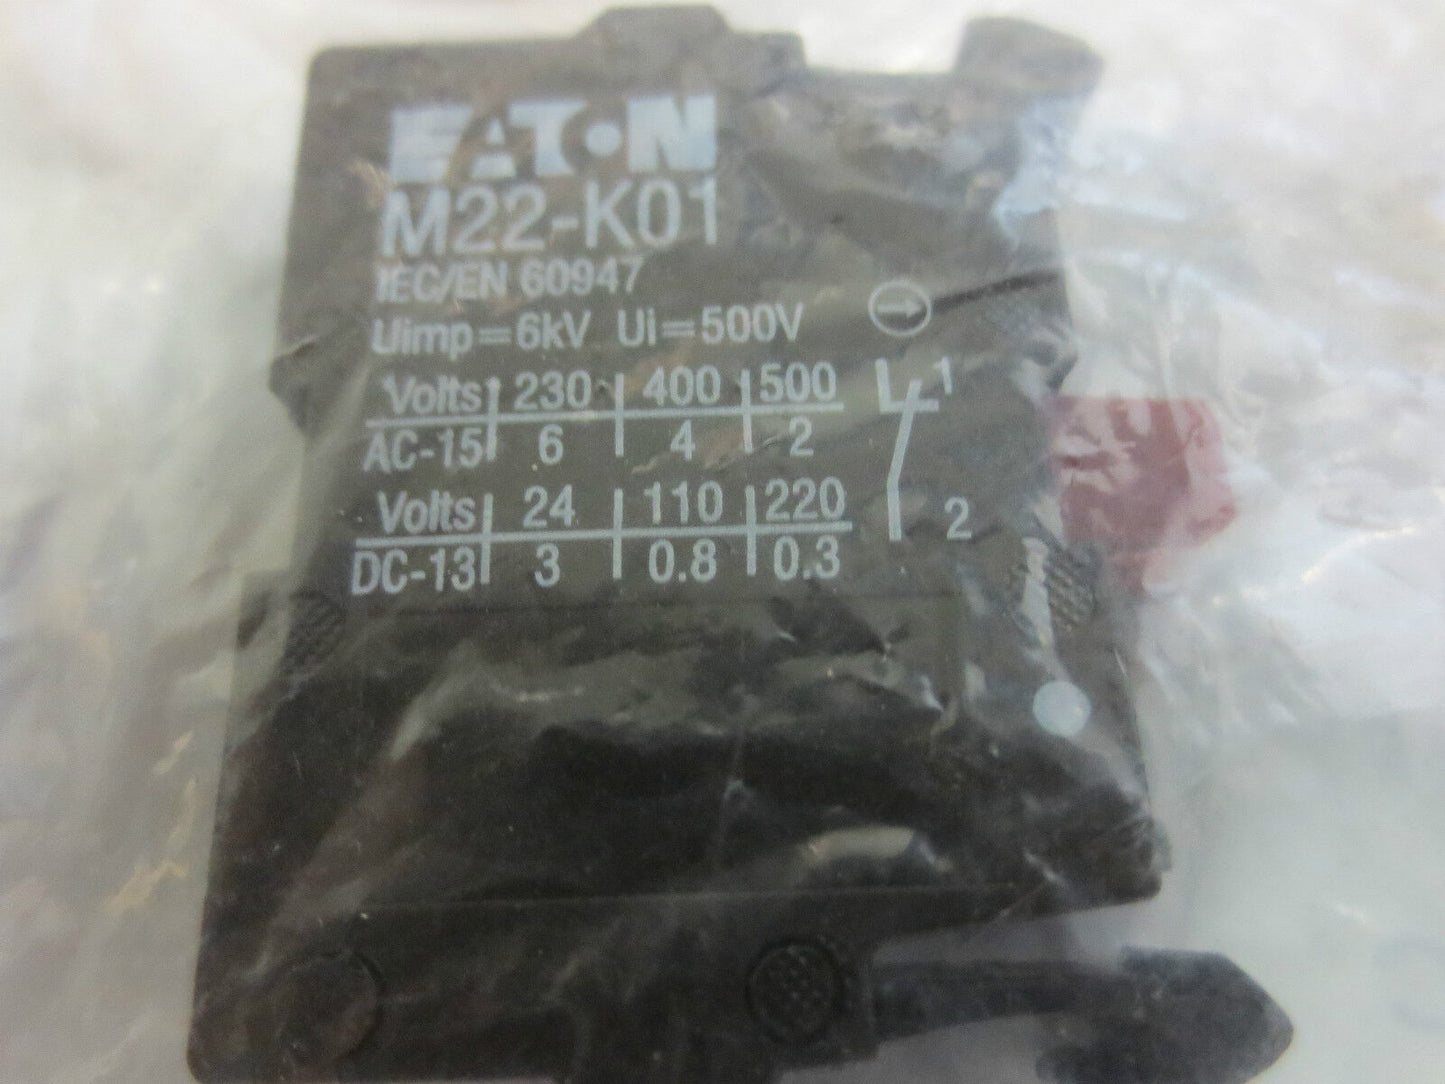 EATON
M22-K01
IEC/EN 60947
Uimp=6kV Ui=500V
Volts 230 400 500 1
AC-15 6 4 2
Volts 24 110 220 2
DC-13 3 0.8 0.3